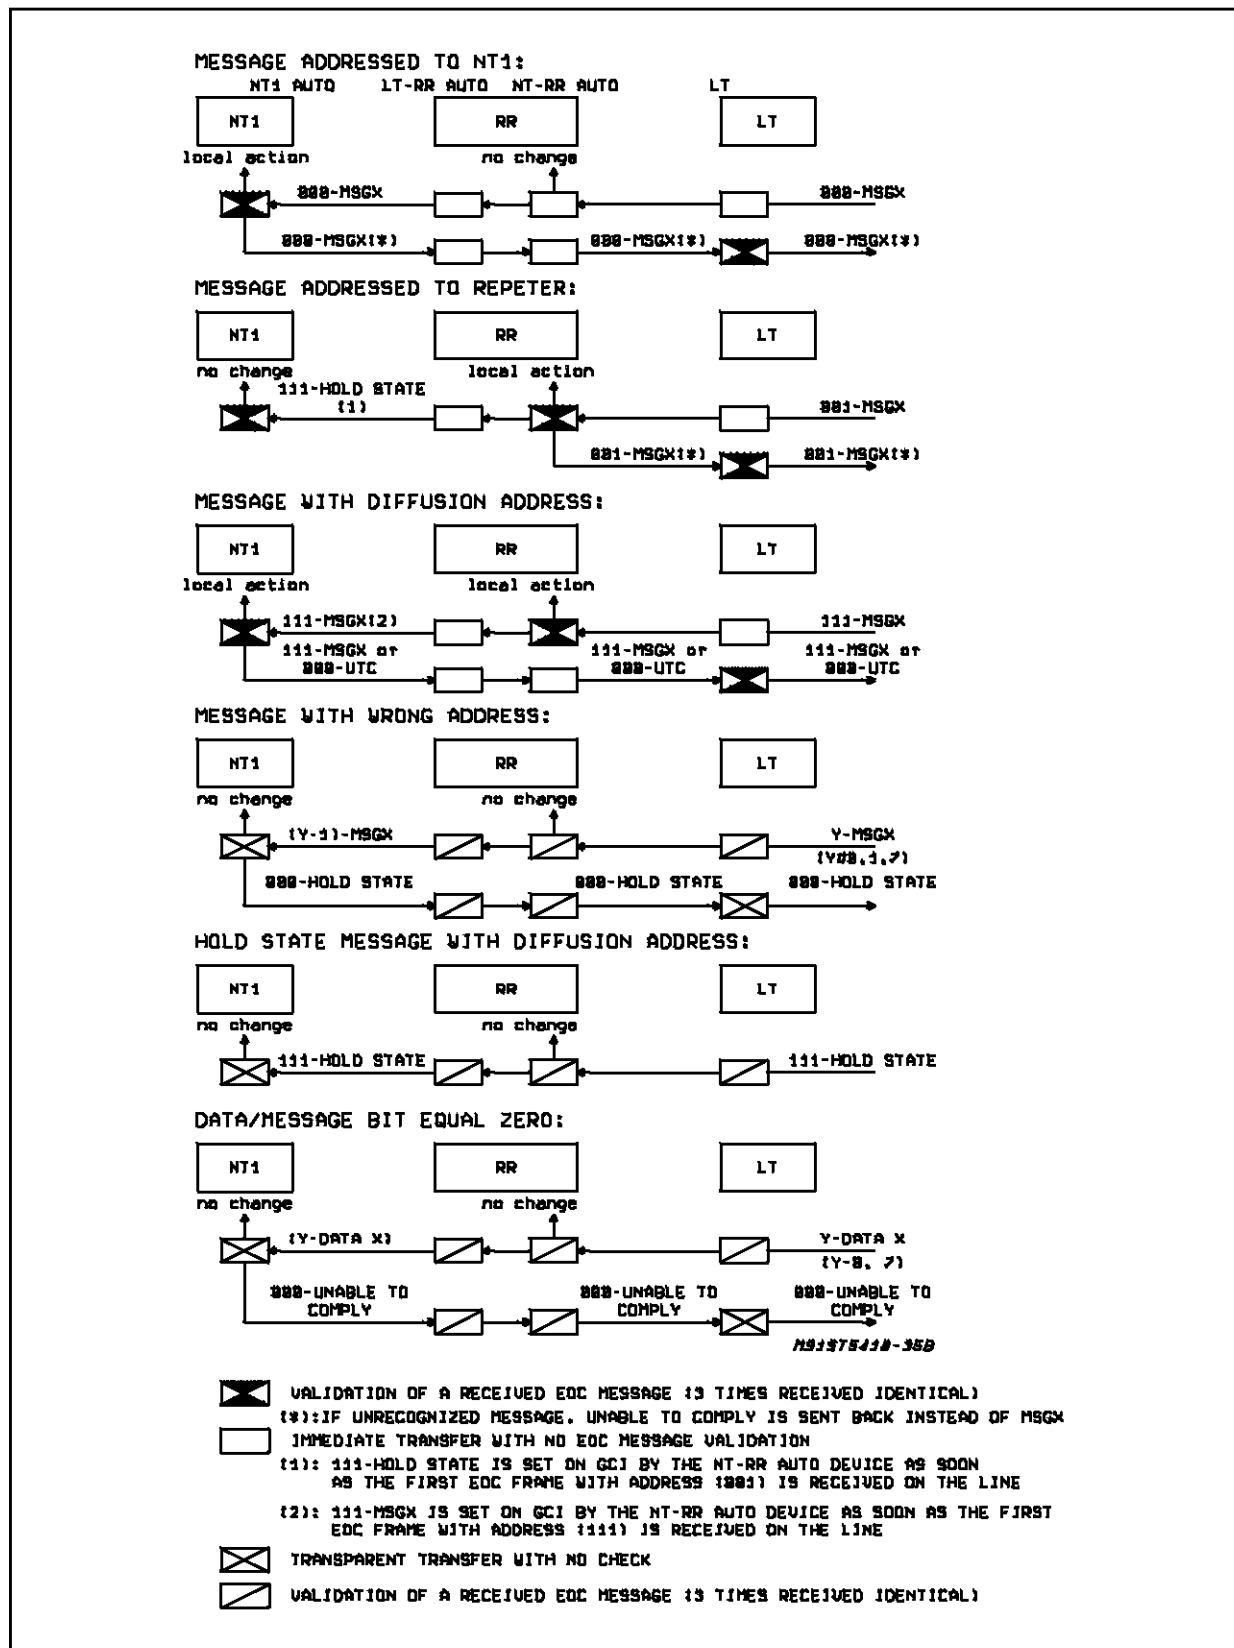 MESSAGE ADDRESSED TO NT1:
NT1 AUTO LT-RR AUTO NT-RR AUTO LT
NT1 RR LT
local action no change
000-MSGX 000-MSGX
000-MSGX(*) 000-MSGX(*) 000-MSGX(*)
MESSAGE ADDRESSED TO REPETER:
NT1 RR LT
no change local action
111-HOLD STATE 001-MSGX
(1)
001-MSGX(*) 001-MSGX(*)
MESSAGE WITH DIFFUSION ADDRESS:
NT1 RR LT
local action local action
111-MSGX(2) 111-MSGX
111-MSGX or 111-MSGX or 111-MSGX or
000-UTC 000-UTC 000-UTC
MESSAGE WITH WRONG ADDRESS:
NT1 RR LT
no change no change
(Y-1)-MSGX Y-MSGX
(Y#0,1,7)
000-HOLD STATE 000-HOLD STATE 000-HOLD STATE
HOLD STATE MESSAGE WITH DIFFUSION ADDRESS:
NT1 RR LT
no change no change
111-HOLD STATE 111-HOLD STATE
DATA/MESSAGE BIT EQUAL ZERO:
NT1 RR LT
no change no change
(Y-DATA X) Y-DATA X
(Y-0, 7)
000-UNABLE TO 000-UNABLE TO 000-UNABLE TO
COMPLY COMPLY COMPLY
VALIDATION OF A RECEIVED EOC MESSAGE (3 TIMES RECEIVED IDENTICAL)
(*):IF UNRECOGNIZED MESSAGE. UNABLE TO COMPLY IS SENT BACK INSTEAD OF MSGX
IMMEDIATE TRANSFER WITH NO EOC MESSAGE VALIDATION
(1): 111-HOLD STATE IS SET ON GCI BY THE NT-RR AUTO DEVICE AS SOON
AS THE FIRST EOC FRAME WITH ADDRESS (001) IS RECEIVED ON THE LINE
(2): 111-MSGX IS SET ON GCI BY THE NT-RR AUTO DEVICE AS SOON AS THE FIRST
EOC FRAME WITH ADDRESS (111) IS RECEIVED ON THE LINE
TRANSPARENT TRANSFER WITH NO CHECK
VALIDATION OF A RECEIVED EOC MESSAGE (3 TIMES RECEIVED IDENTICAL)